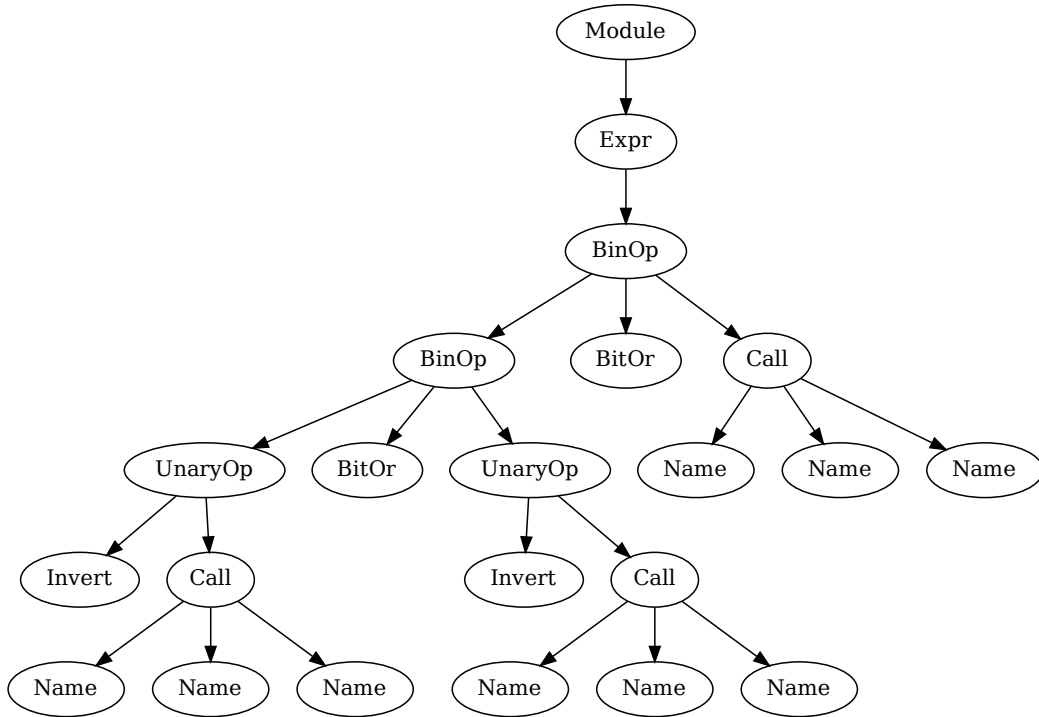 Module
Expr
BinOp
BinOp
BitOr
Call
UnaryOp
BitOr
UnaryOp
Name
Name
Name
Invert
Call
Invert
Call
Name
Name
Name
Name
Name
Name